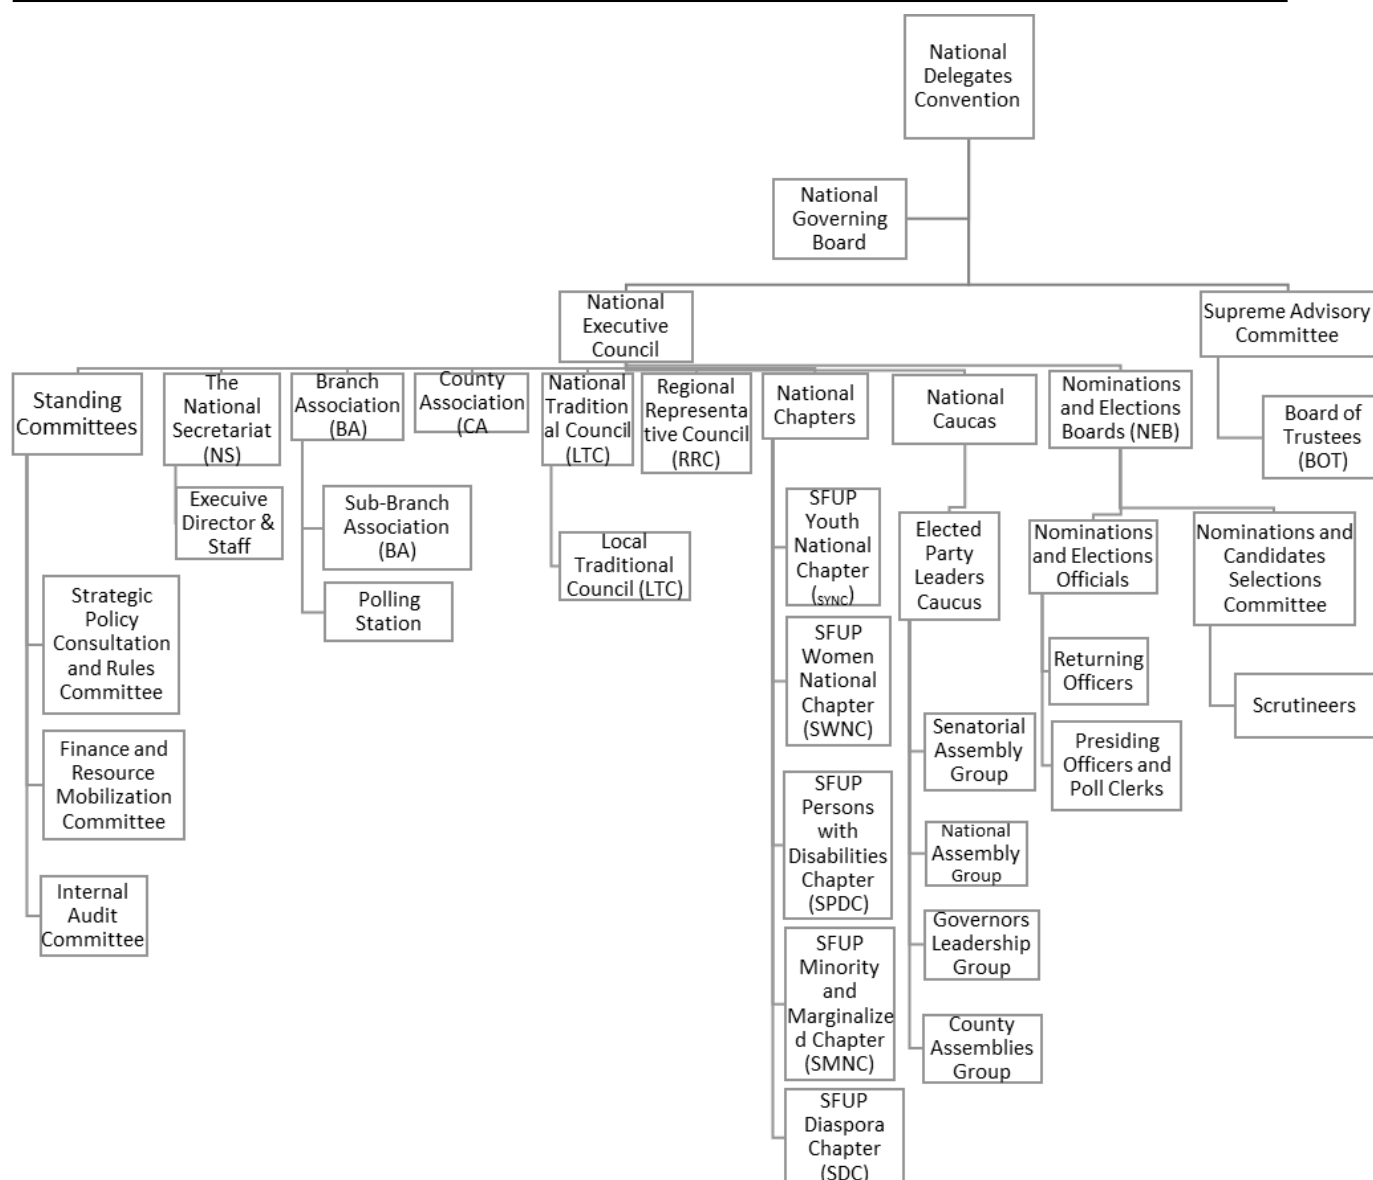 National
Delegates
Convention
National
Governing
Board
National
Executive
Council
Supreme Advisory
Committee
Standing
Committees
The
National
Secretariat
(NS)
Branch
Association
(BA)
County
Association
(CA
National
Tradition
al Council
(LTC)
Regional
Representa
tive Council
(RRC)
National
Chapters
National
Caucas
Nominations
and Elections
Boards (NEB)
Board of
Trustees
(BOT)
Execuive
Director &
Staff
Sub-Branch
Association
(BA)
Polling
Station
Local
Traditional
Council (LTC)
Strategic
Policy
Consultation
and Rules
Committee
Finance and
Resource
Mobilization
Committee
Internal
Audit
Committee
SFUP
Youth
National
Chapter
(SYNC)
SFUP
Women
National
Chapter
(SWNC)
SFUP
Persons
with
Disabilities
Chapter
(SPDC)
SFUP
Minority
and
Marginalize
d Chapter
(SMNC)
SFUP
Diaspora
Chapter
(SDC)
Elected
Party
Leaders
Caucus
Senatorial
Assembly
Group
National
Assembly
Group
Governors
Leadership
Group
County
Assemblies
Group
Nominations
and Elections
Officials
Returning
Officers
Presiding
Officers and
Poll Clerks
Nominations and
Candidates
Selections
Committee
Scrutineers